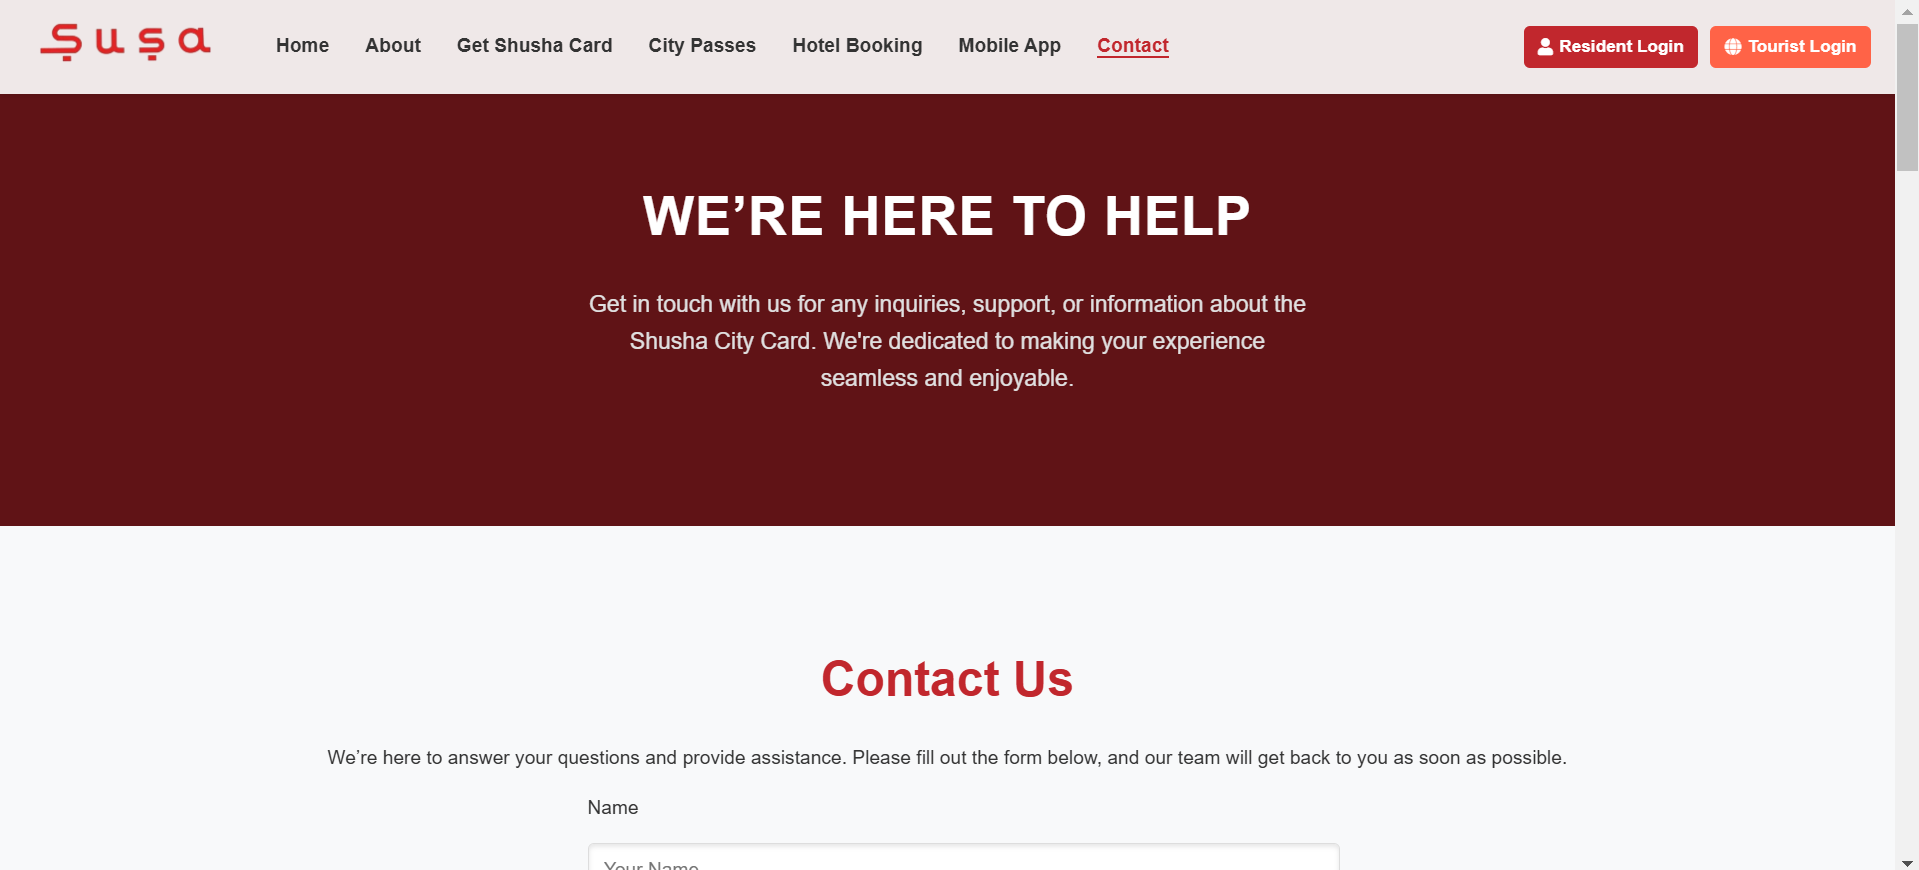 Şuşa
Home About Get Shusha Card City Passes Hotel Booking Mobile App Contact Resident Login Tourist Login
WE’RE HERE TO HELP
Get in touch with us for any inquiries, support, or information about the
Shusha City Card. We're dedicated to making your experience
seamless and enjoyable.
Contact Us
We’re here to answer your questions and provide assistance. Please fill out the form below, and our team will get back to you as soon as possible.
Name
Your Name